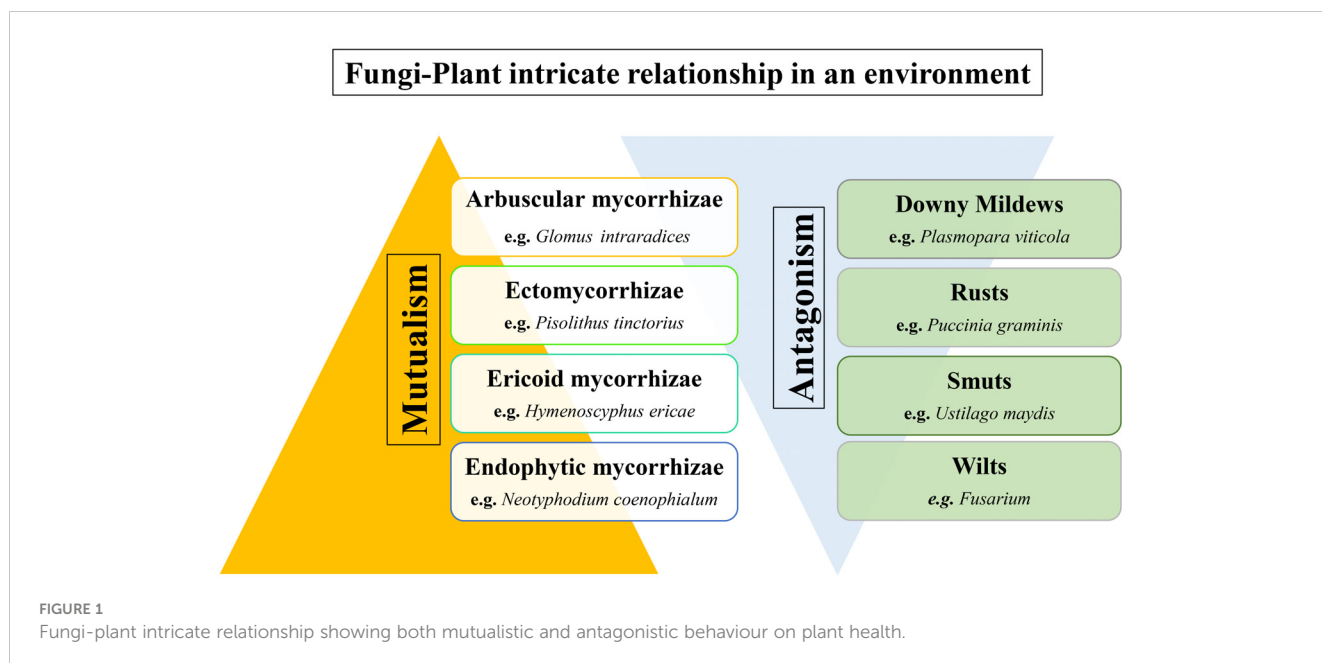 Fungi-Plant intricate relationship in an environment
Mutualism
Arbuscular mycorrhizae
e.g. Glomus intraradices
Ectomycorrhizae
e.g. Pisolithus tinctorius
Ericoid mycorrhizae
e.g. Hymenoscyphus ericae
Endophytic mycorrhizae
e.g. Neotyphodium coenophialum
Antagonism
Downy Mildews
e.g. Plasmopara viticola
Rusts
e.g. Puccinia graminis
Smuts
e.g. Ustilago maydis
Wilts
e.g. Fusarium
FIGURE 1
Fungi-plant intricate relationship showing both mutualistic and antagonistic behaviour on plant health.